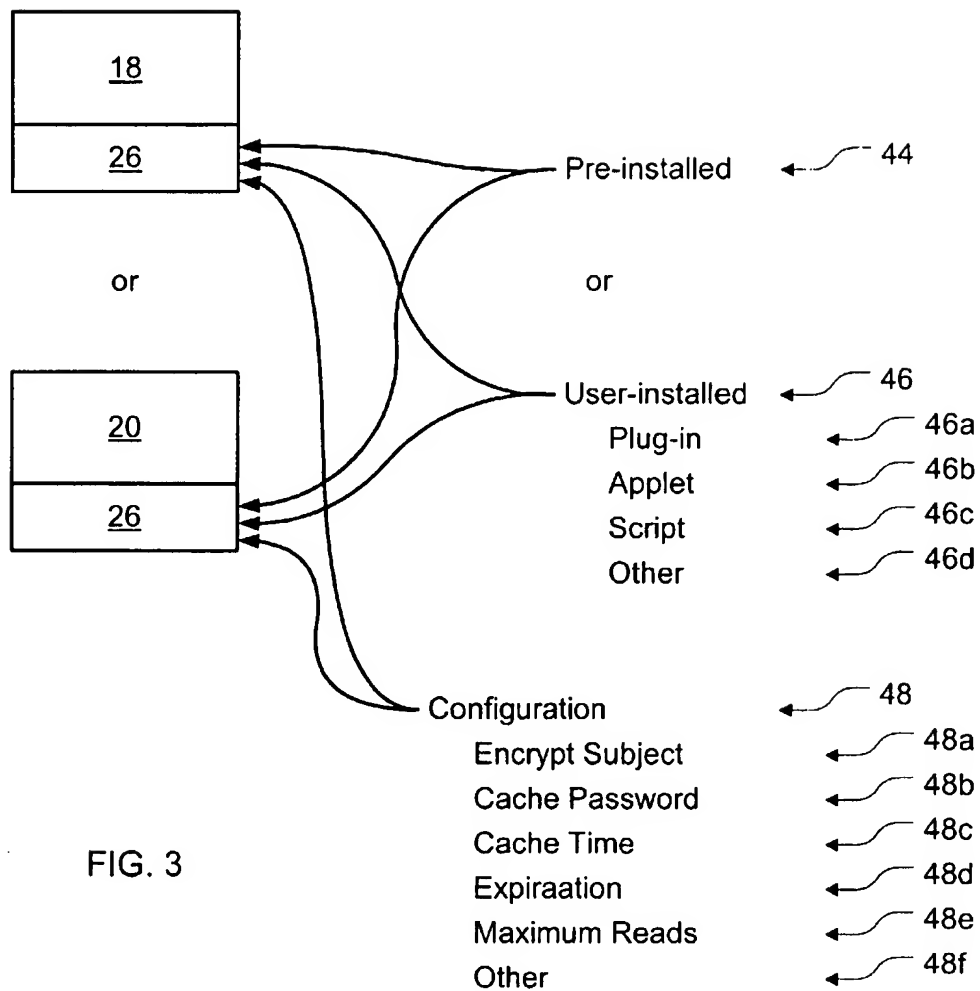 18
26
Pre-installed 44
or or
20
26
User-installed 46
Plug-in 46a
Applet 46b
Script 46c
Other 46d
Configuration 48
Encrypt Subject 48a
Cache Password 48b
Cache Time 48c
Expiraation 48d
Maximum Reads 48e
Other 48f
FIG. 3